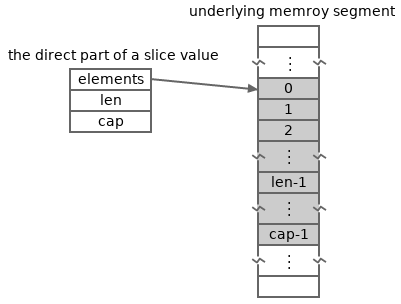 underlying memroy segment
the direct part of a slice value
elements
len
cap
⋮
0
1
2
⋮
len-1
⋮
cap-1
⋮